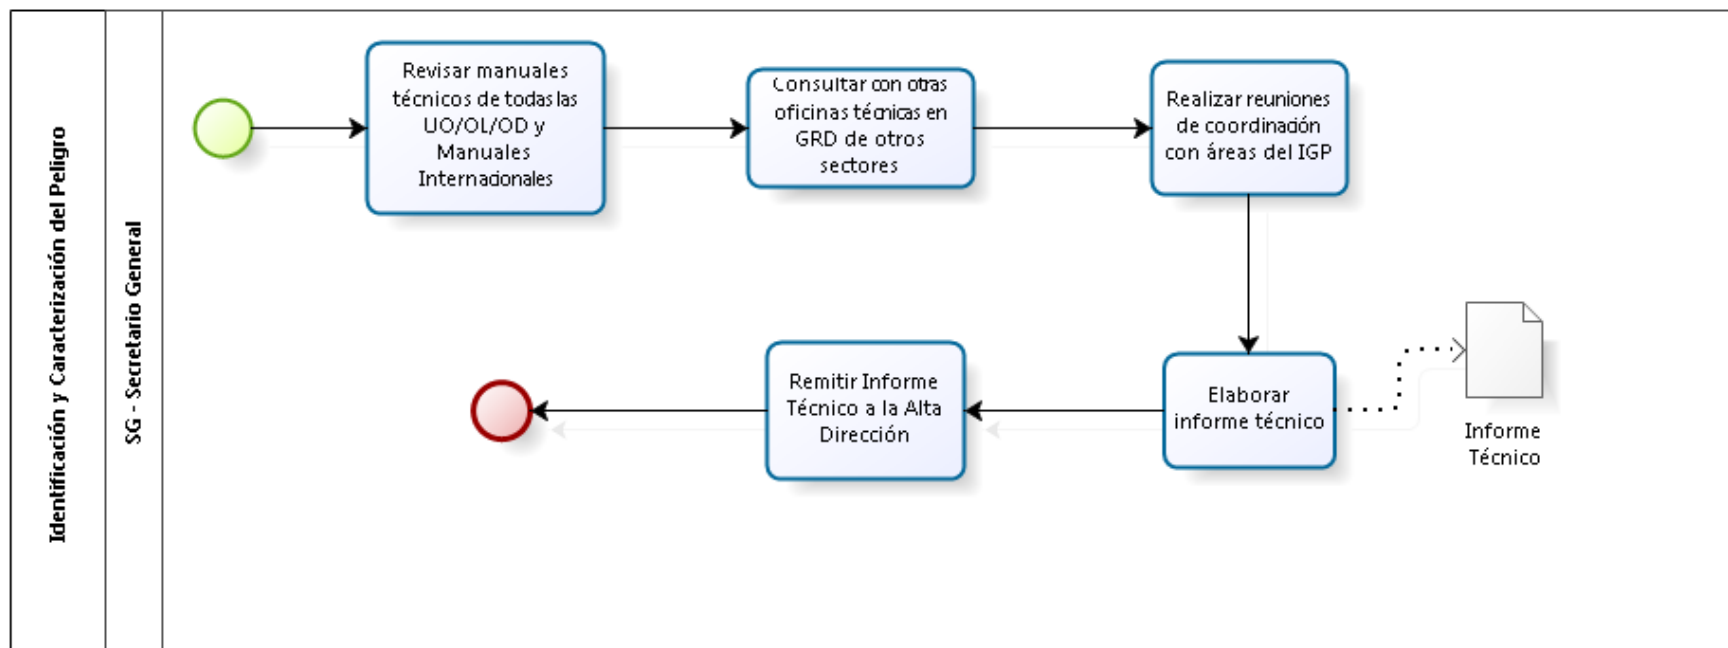 Identificación y Caracterización del Peligro
SG - Secretario General
Revisar manuales
técnicos de todas las
UO/OL/OD y
Manuales
Internacionales
Consultar con otras
oficinas técnicas en
GRD de otros
sectores
Realizar reuniones
de coordinación
con áreas del IGP
Remitir Informe
Técnico a la Alta
Dirección
Elaborar
informe técnico
Informe
Técnico